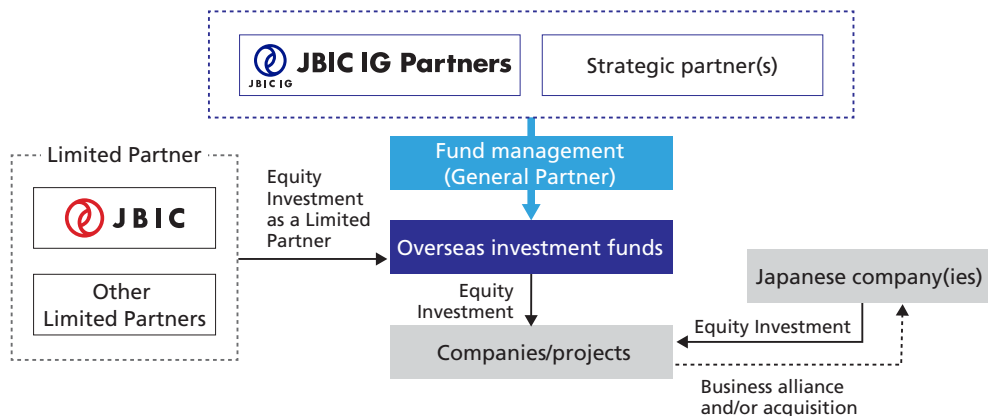 JBIC IG
JBIC IG Partners
Strategic partner(s)
Fund management
(General Partner)
Limited Partner
JBIC
Other
Limited Partners
Equity
Investment
as a Limited
Partner
Overseas investment funds
Equity
Investment
Japanese company(ies)
Equity Investment
Companies/projects
Business alliance
and/or acquisition